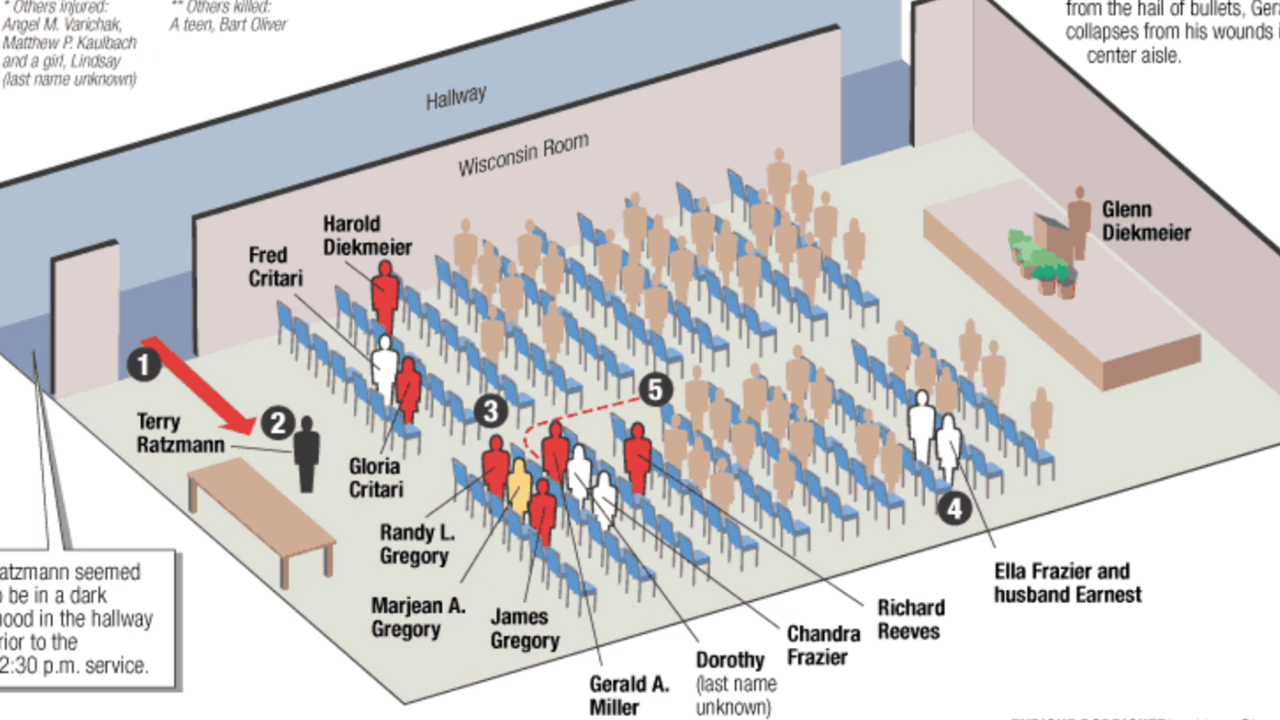 * Others injured:
Angel M. Varichak,
Matthew P. Kaulbach
and a girl, Lindsay
(last name unknown)
** Others killed:
A teen, Bart Oliver
from the hail of bullets, Ger
collapses from his wounds i
center aisle.
Hallway
Wisconsin Room
Harold
Diekmeier
Fred
Critari
Glenn
Diekmeier
1
2
3
5
4
Terry
Ratzmann
Gloria
Critari
Randy L.
Gregory
Marjean A.
Gregory
James
Gregory
Gerald A.
Miller
Dorothy
(last name
unknown)
Chandra
Frazier
Richard
Reeves
Ella Frazier and
husband Earnest
atzmann seemed
o be in a dark
mood in the hallway
rior to the
2:30 p.m. service.